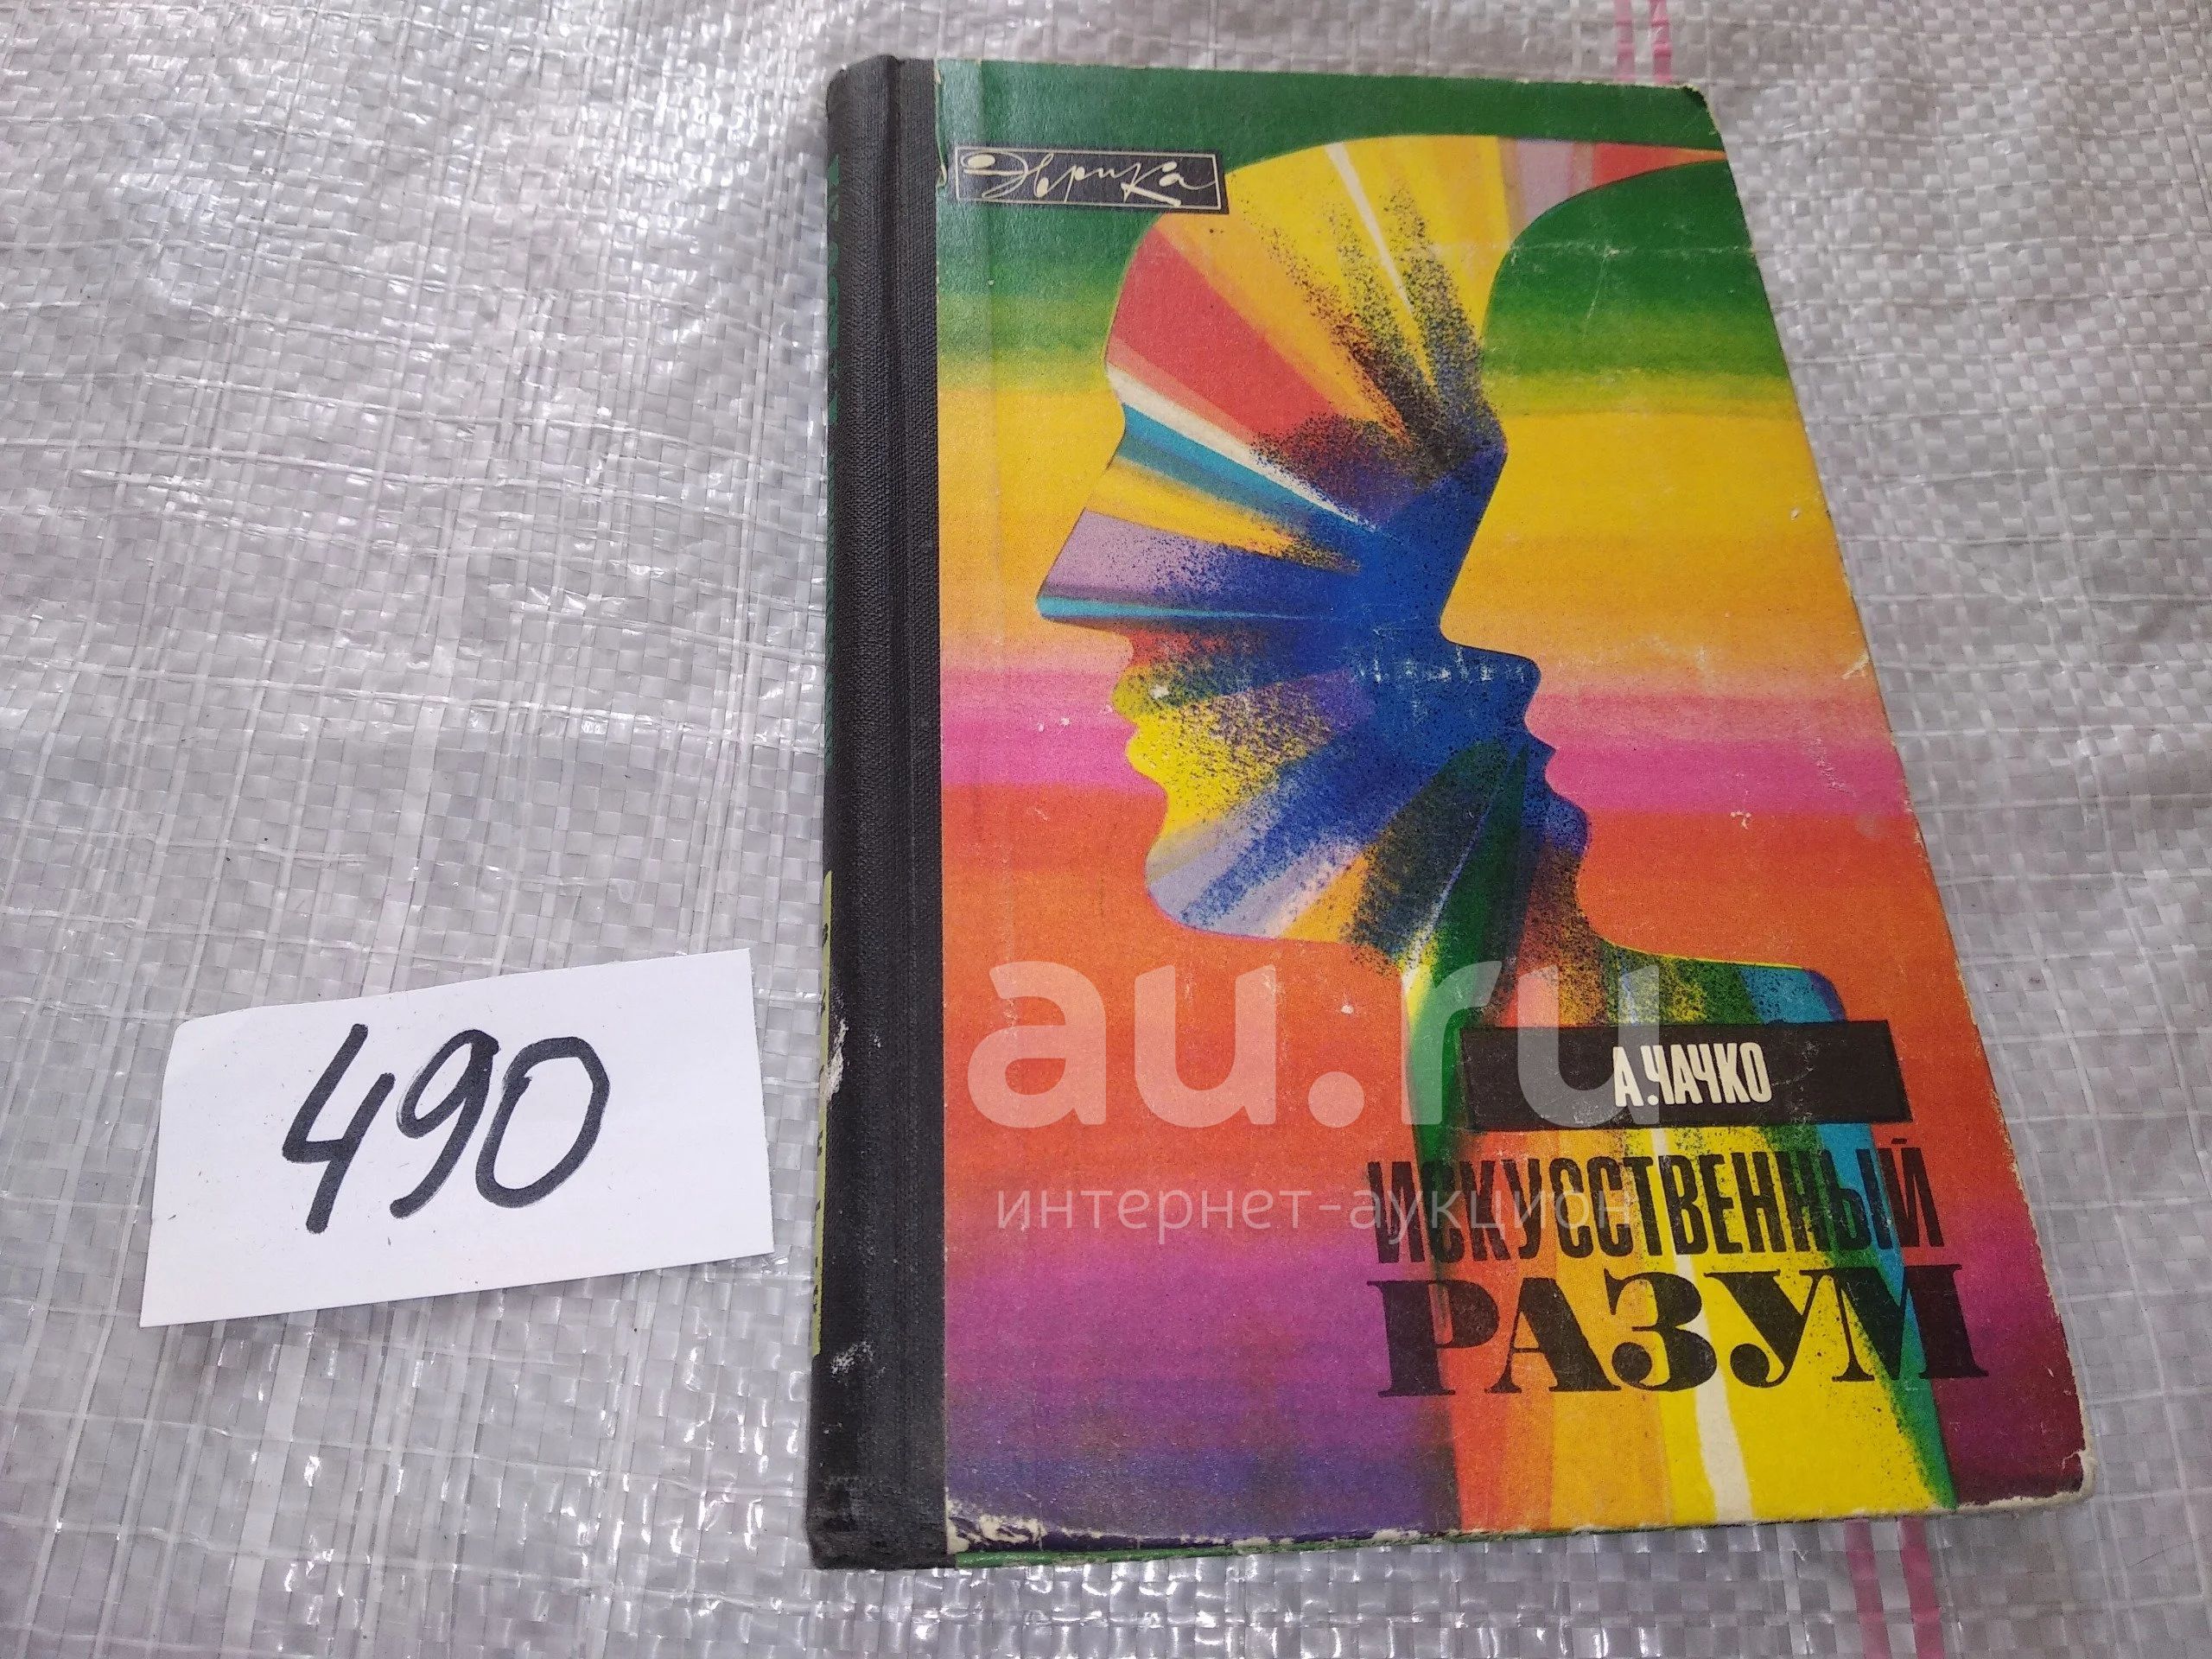 Эврика
490
au.ru
интернет-аукцион
А.ЧАЧКО
ИСКУССТВЕННЫЙ
РАЗУМ